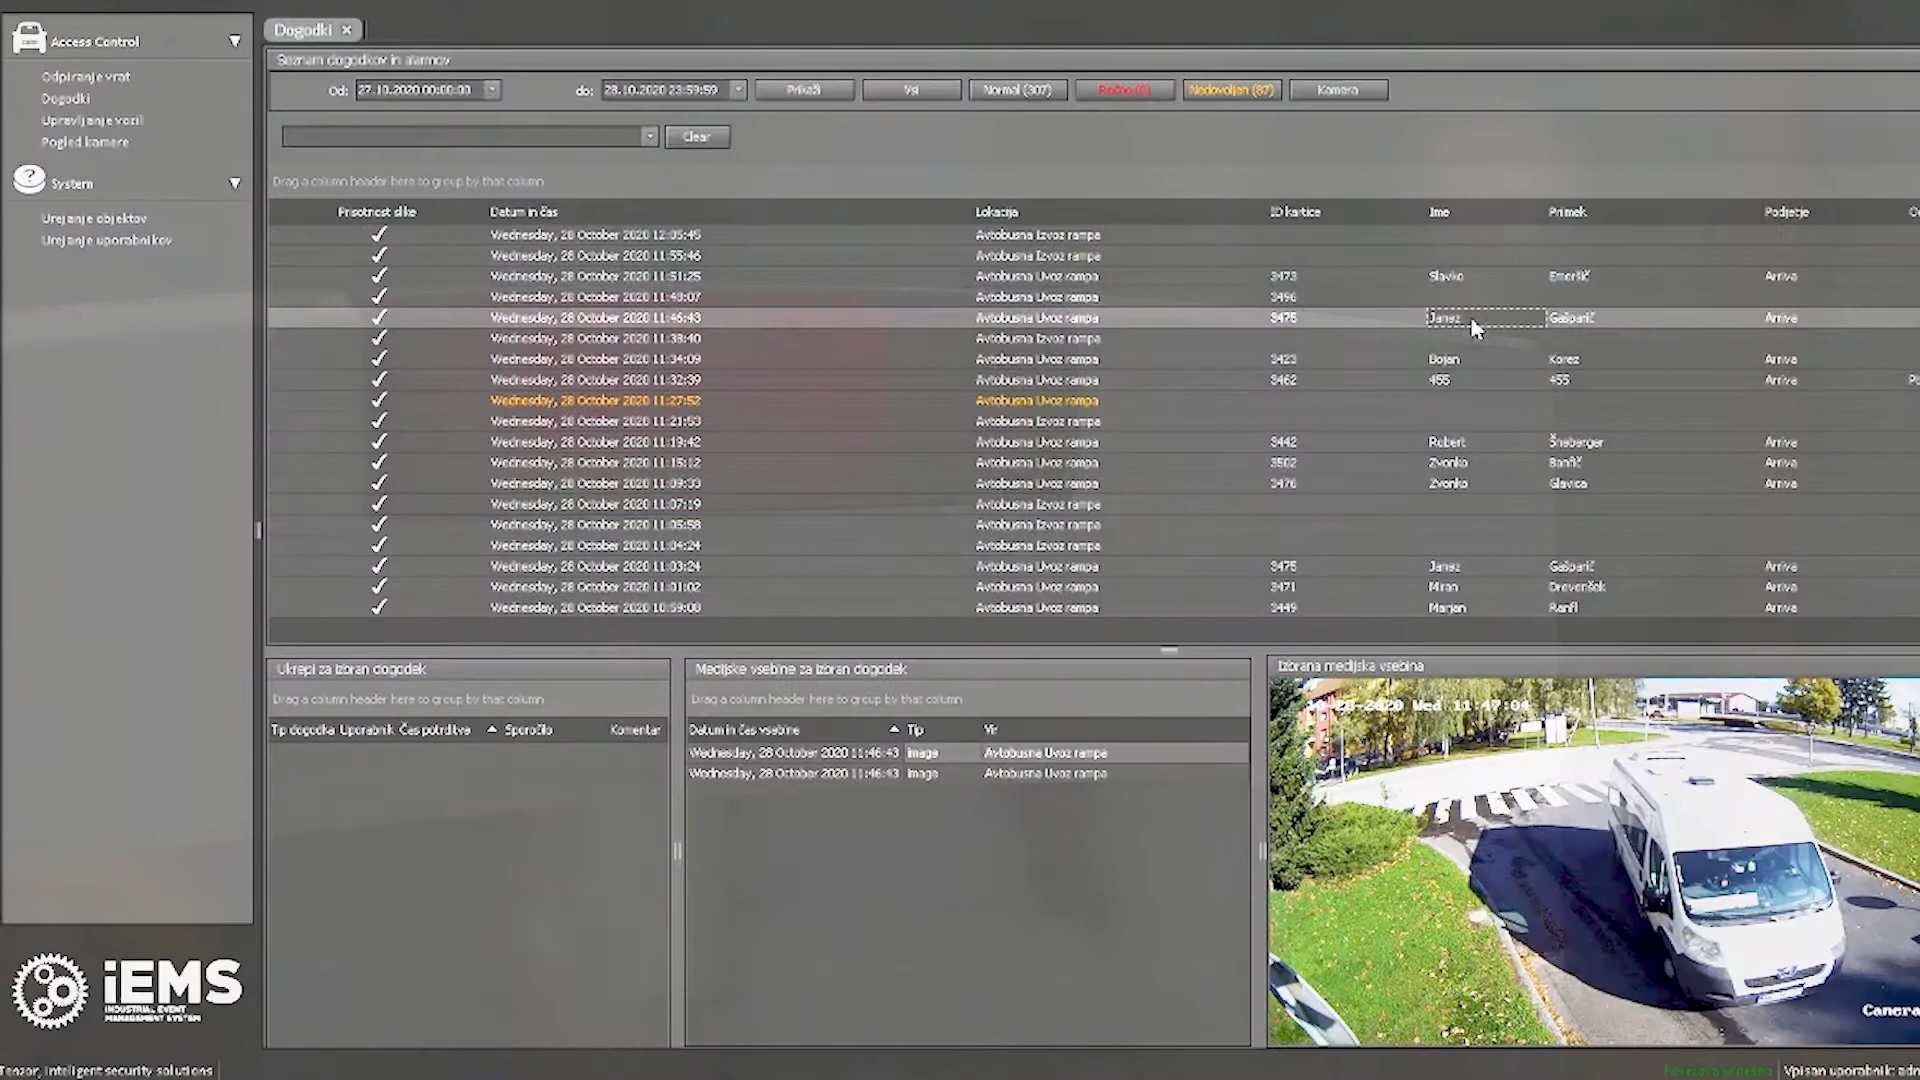 Access Control
Odpiranje vrat
Dogodki
Upravljanje vozil
Pogled kamere
System
Urejanje objektov
Urejanje uporabnikov
iEMS
INDUSTRIAL EVENT
MANAGEMENT SYSTEM
Dogodki
Seznam dogodkov in alarmov
Od: 27.10.2020 00:00:00 do: 28.10.2020 23:59:59 Prikaži Vsi Normal (307) Ročno (0) Nedovoljen (87) Kamera
Clear
Drag a column header here to group by that column
Prisotnost slike Datum in čas Lokacija ID kartice Ime Priimek Podjetje
Wednesday, 28 October 2020 12:05:45 Avtobusna Izvoz rampa
Wednesday, 28 October 2020 11:55:46 Avtobusna Izvoz rampa
Wednesday, 28 October 2020 11:51:25 Avtobusna Uvoz rampa 3473 Slavko Emeršič Arriva
Wednesday, 28 October 2020 11:48:07 Avtobusna Uvoz rampa 3496
Wednesday, 28 October 2020 11:46:43 Avtobusna Uvoz rampa 3475 Janez Gašparič Arriva
Wednesday, 28 October 2020 11:38:40 Avtobusna Izvoz rampa
Wednesday, 28 October 2020 11:34:09 Avtobusna Uvoz rampa 3423 Bojan Korez Arriva
Wednesday, 28 October 2020 11:32:39 Avtobusna Uvoz rampa 3462 455 455 Arriva
Wednesday, 28 October 2020 11:27:52 Avtobusna Uvoz rampa
Wednesday, 28 October 2020 11:21:53 Avtobusna Izvoz rampa
Wednesday, 28 October 2020 11:19:42 Avtobusna Uvoz rampa 3442 Robert Šneberger Arriva
Wednesday, 28 October 2020 11:15:12 Avtobusna Uvoz rampa 3502 Zvonko Banfič Arriva
Wednesday, 28 October 2020 11:09:33 Avtobusna Uvoz rampa 3476 Zvonko Glavica Arriva
Wednesday, 28 October 2020 11:07:19 Avtobusna Izvoz rampa
Wednesday, 28 October 2020 11:05:58 Avtobusna Izvoz rampa
Wednesday, 28 October 2020 11:04:24 Avtobusna Izvoz rampa
Wednesday, 28 October 2020 11:03:24 Avtobusna Uvoz rampa 3475 Janez Gašparič Arriva
Wednesday, 28 October 2020 11:01:02 Avtobusna Uvoz rampa 3471 Miran Drevenšek Arriva
Wednesday, 28 October 2020 10:59:08 Avtobusna Uvoz rampa 3449 Marjan Ranfl Arriva
Ukrepi za izbran dogodek
Drag a column header here to group by that column
Tip dogodka Uporabnik Čas potrditve Sporočilo Komentar
Medijske vsebine za izbran dogodek
Drag a column header here to group by that column
Datum in čas vsebine Tip Vir
Wednesday, 28 October 2020 11:46:43 image Avtobusna Uvoz rampa
Wednesday, 28 October 2020 11:46:43 image Avtobusna Uvoz rampa
Izbrana medijska vsebina
10-28-2020 Wed 11:47:04
Camera
Tenzor, inteligent security solutions
Vpisan uporabnik: adm